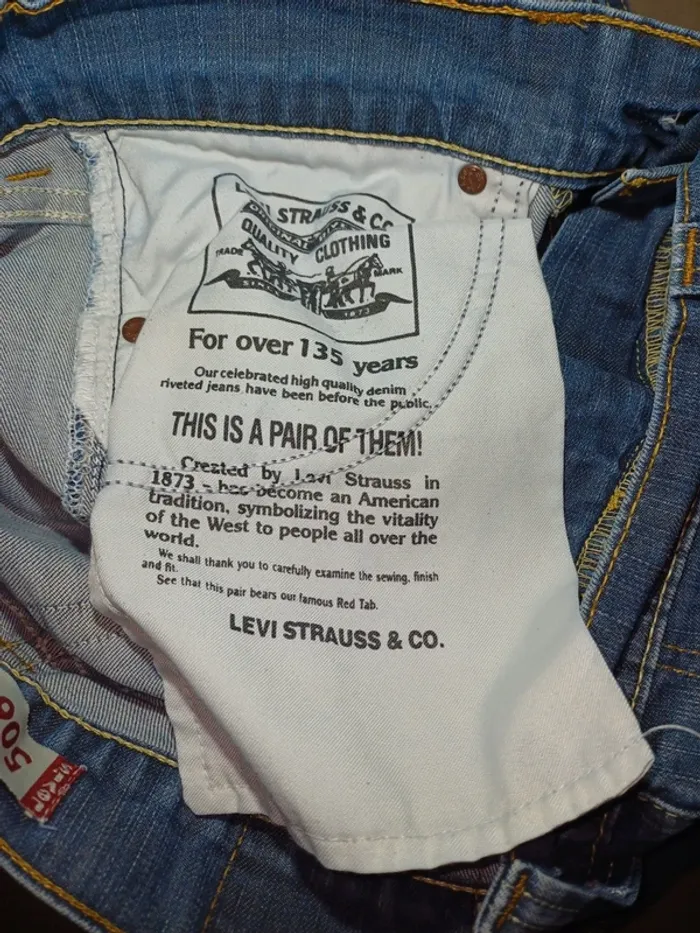 STRAUSS & CO
QUALITY CLOTHING
TRADE MARK
SINCE 1873
For over 135 years
Our celebrated high quality denim
riveted jeans have been before the public.
THIS IS A PAIR OF THEM!
Created by Levi Strauss in
1873 - has become an American
tradition, symbolizing the vitality
of the West to people all over the
world.
We shall thank you to carefully examine the sewing, finish
and fit.
See that this pair bears our famous Red Tab.
LEVI STRAUSS & CO.
506